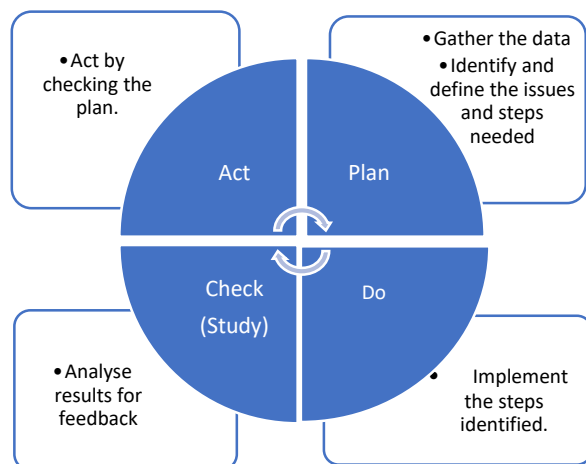 •Act by
checking the
plan.
•Gather the data
•Identify and
define the issues
and steps
needed
Act
Plan
Check
(Study)
Do
•Analyse
results for
feedback
• Implement
the steps
identified.